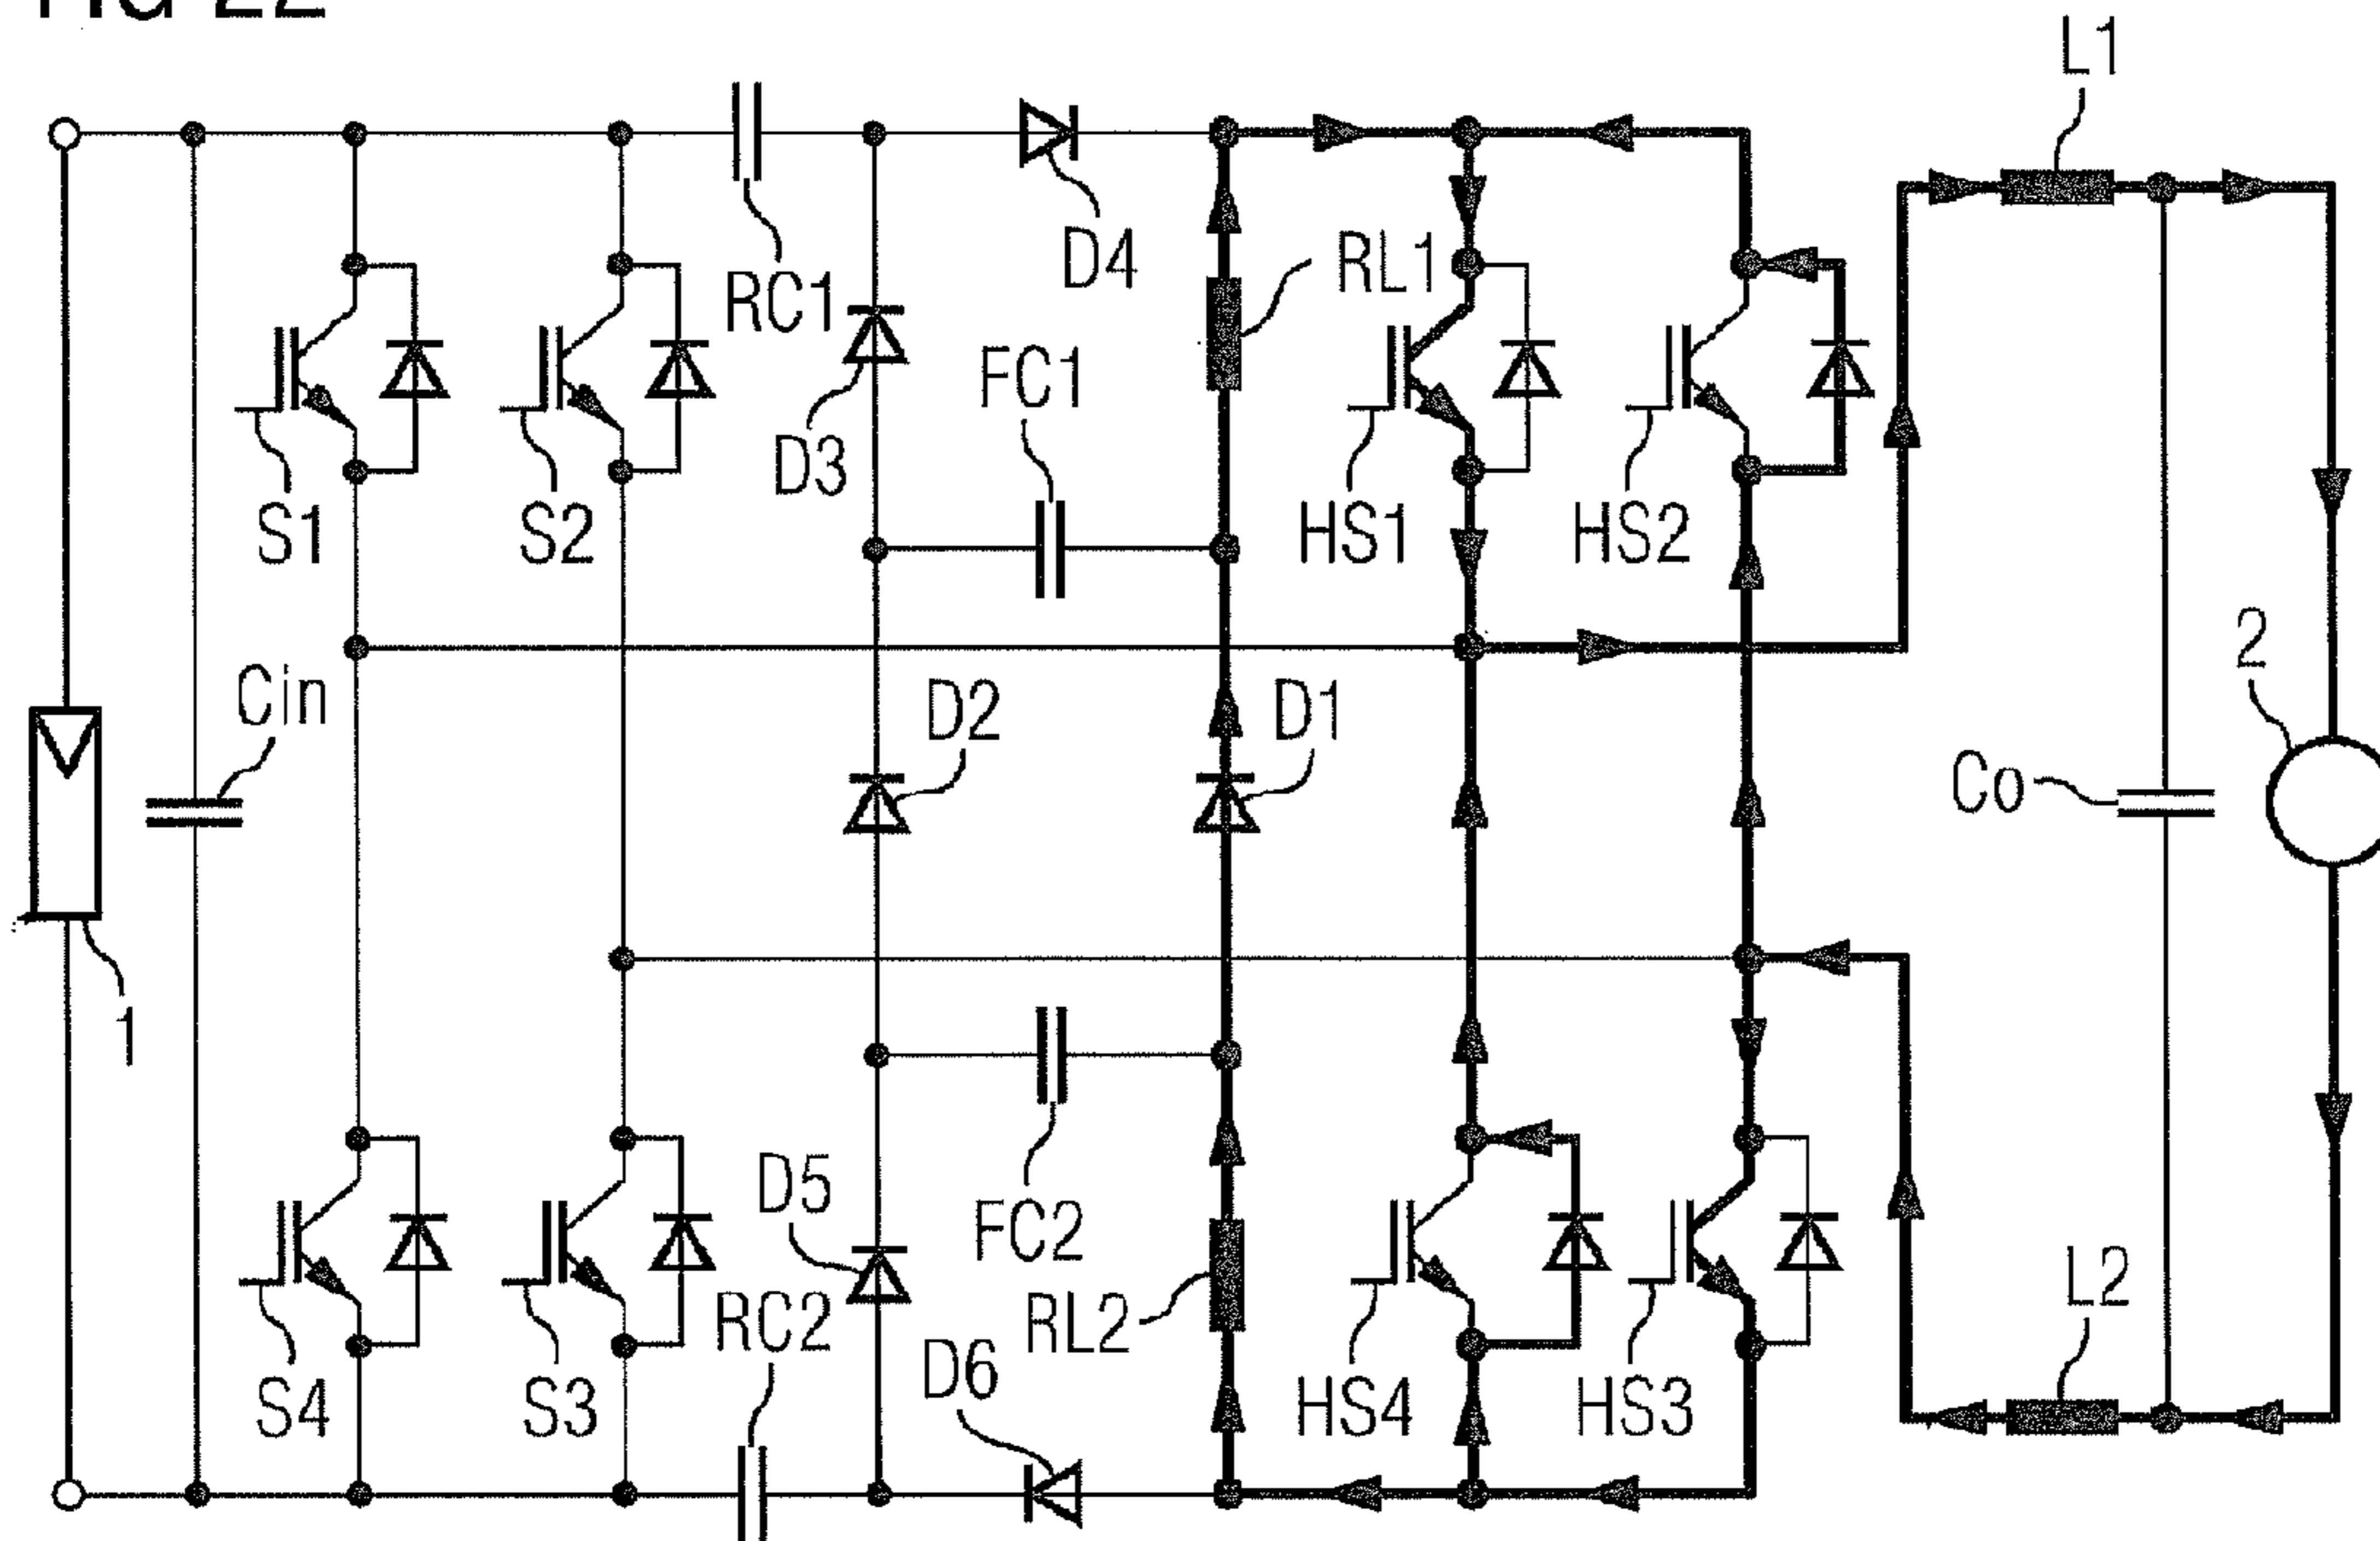 L1
D4
RC1
RL1
FC1
D3
S1
S2
HS1
HS2
Cin
D2
D1
2
Co
1
D5
FC2
RC2
RL2
L2
D6
S4
S3
HS4
HS3